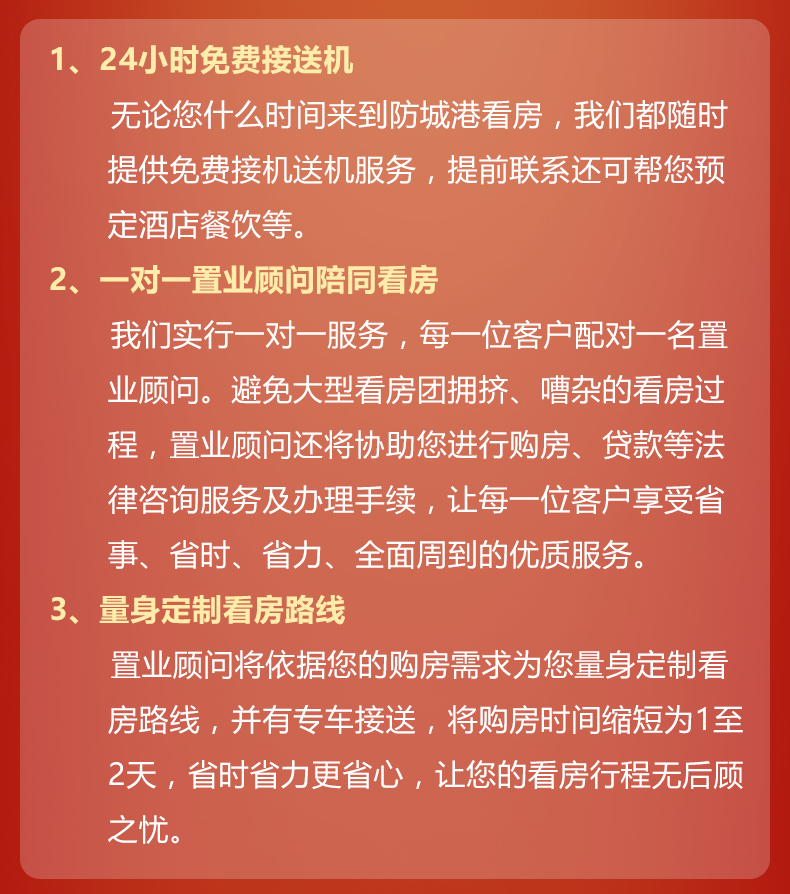 1、24小时免费接送机
无论您什么时间来到防城港看房，我们都随时
提供免费接机送机服务，提前联系还可帮您预
定酒店餐饮等。
2、一对一置业顾问陪同看房
我们实行一对一服务，每一位客户配对一名置
业顾问。避免大型看房团拥挤、嘈杂的看房过
程，置业顾问还将协助您进行购房、贷款等法
律咨询服务及办理手续，让每一位客户享受省
事、省时、省力、全面周到的优质服务。
3、量身定制看房路线
置业顾问将依据您的购房需求为您量身定制看
房路线，并有专车接送，将购房时间缩短为1至
2天，省时省力更省心，让您的看房行程无后顾
之忧。